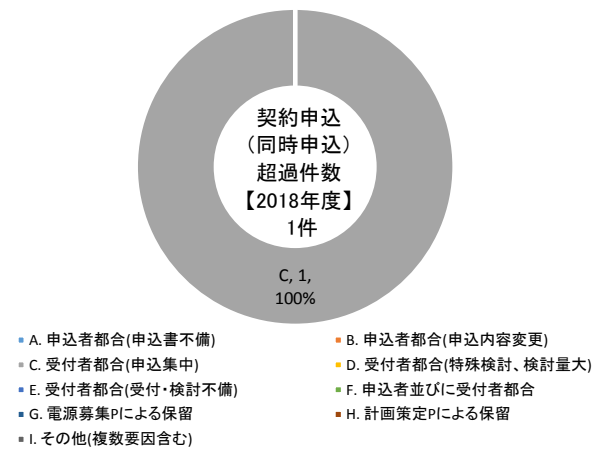 契約申込
（同時申込）
超過件数
【2018年度】
1件
C, 1,
100%
A. 申込者都合(申込書不備)
B. 申込者都合(申込内容変更)
C. 受付者都合(申込集中)
D. 受付者都合(特殊検討、検討量大)
E. 受付者都合(受付・検討不備)
F. 申込者並びに受付者都合
G. 電源募集Pによる保留
H. 計画策定Pによる保留
I. その他(複数要因含む)